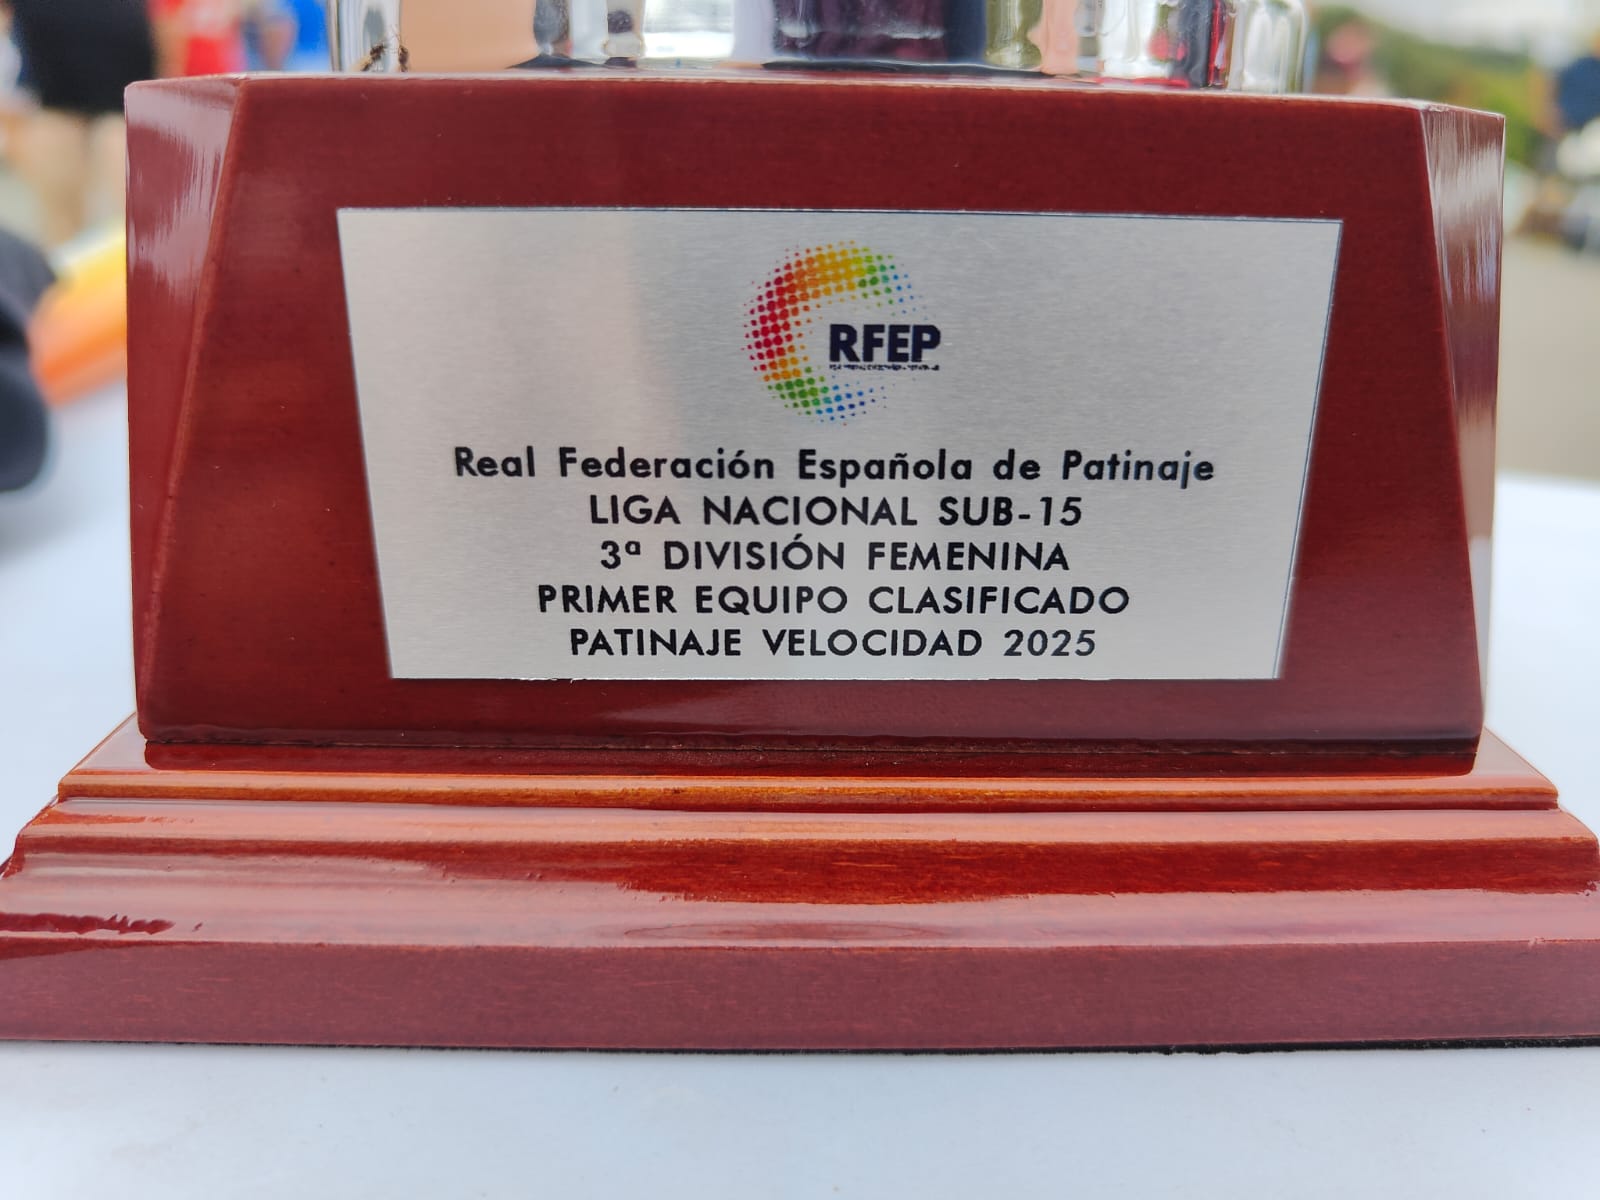 RFEP
Real Federación Española de Patinaje
LIGA NACIONAL SUB-15
3ª DIVISIÓN FEMENINA
PRIMER EQUIPO CLASIFICADO
PATINAJE VELOCIDAD 2025